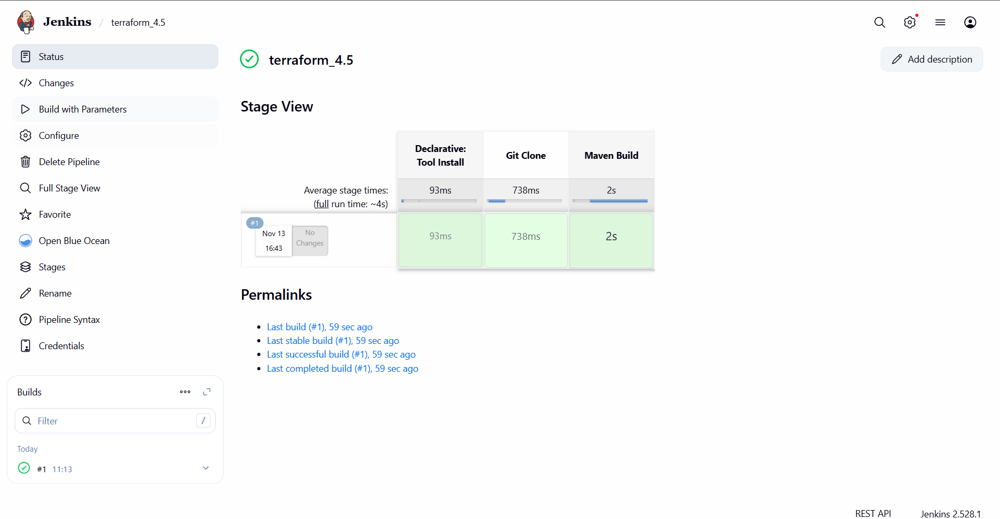 Jenkins / terraform_4.5
Status
Changes
Build with Parameters
Configure
Delete Pipeline
Full Stage View
Favorite
Open Blue Ocean
Stages
Rename
Pipeline Syntax
Credentials
Builds
Filter /
Today
#1 11:13
terraform_4.5
Add description
Stage View
Declarative:
Tool Install
Git Clone
Maven Build
Average stage times:
(full run time: ~4s)
93ms
738ms
2s
#1
Nov 13
16:43
No
Changes
93ms
738ms
2s
Permalinks
Last build (#1), 59 sec ago
Last stable build (#1), 59 sec ago
Last successful build (#1), 59 sec ago
Last completed build (#1), 59 sec ago
REST API
Jenkins 2.528.1